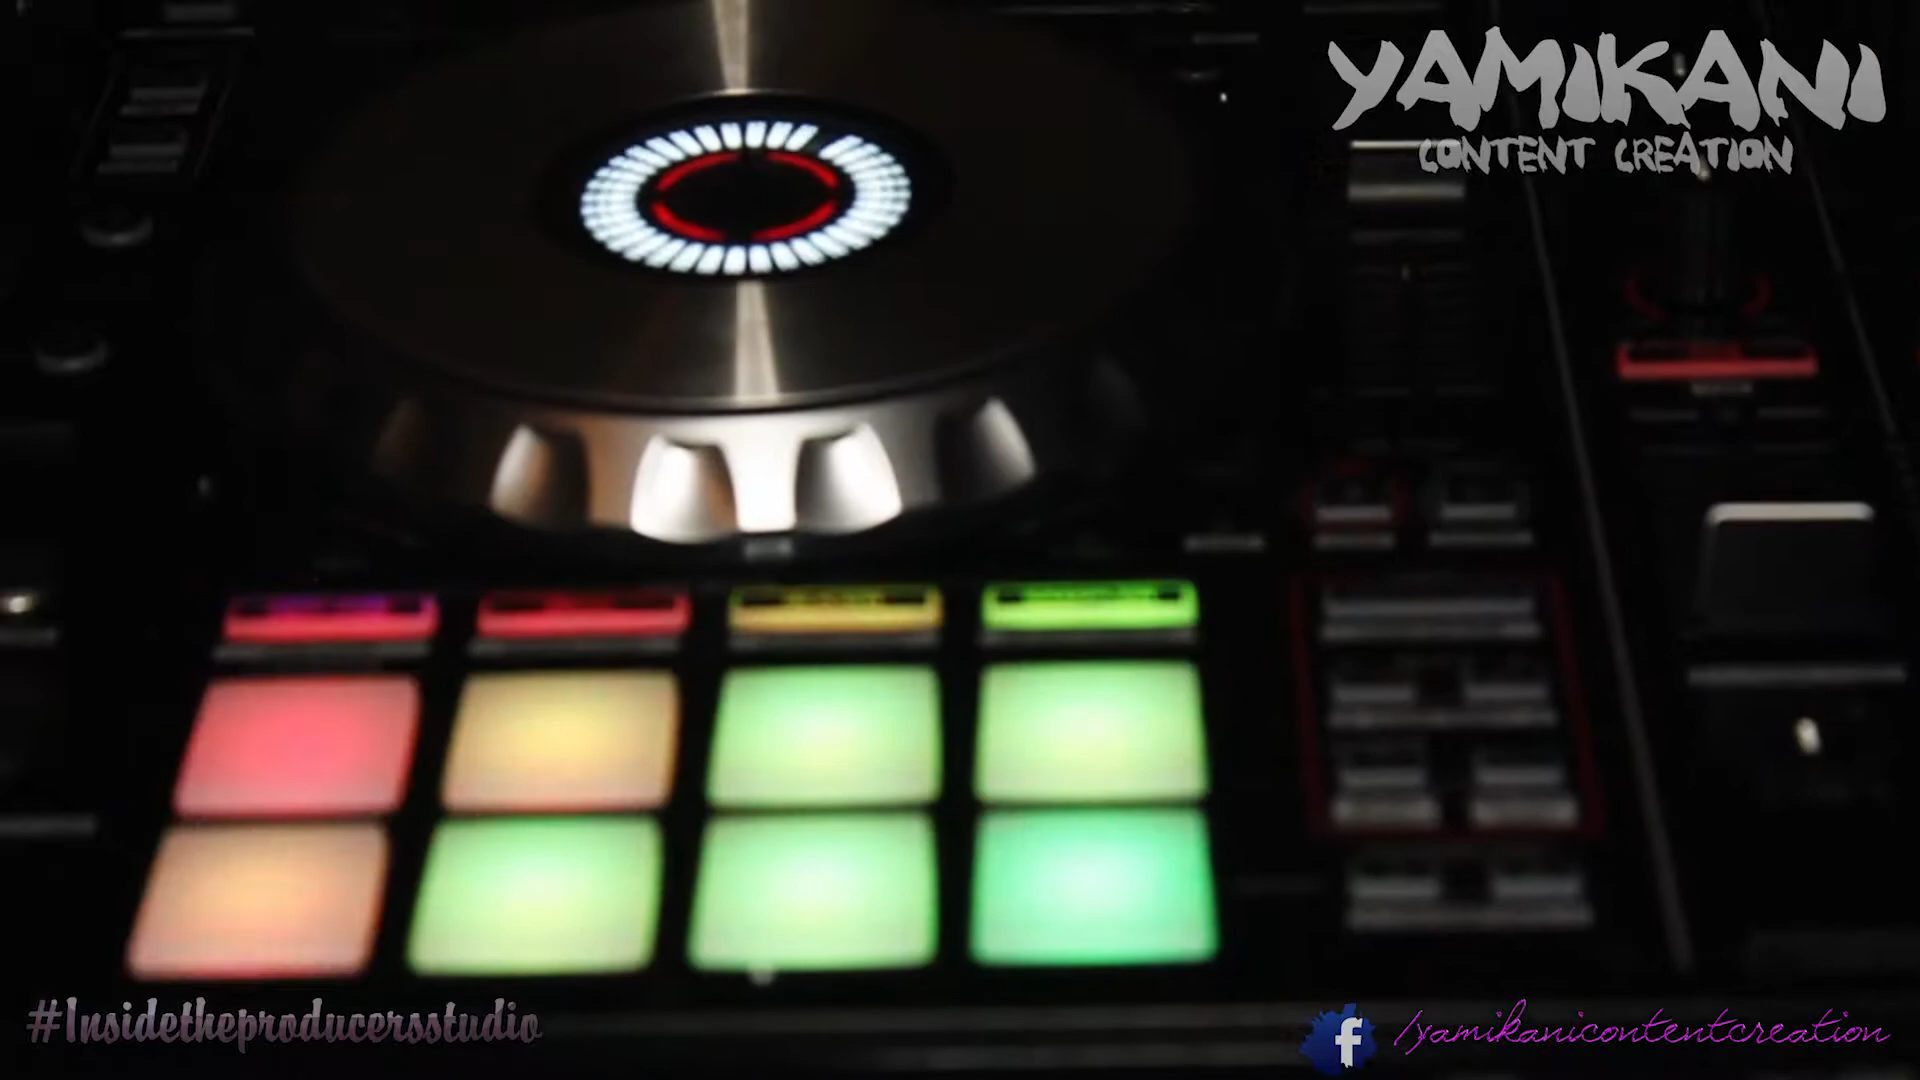 YAMIKANI
CONTENT CREATION
#Insidetheproducersstudio
f /yamikanicontentcreation